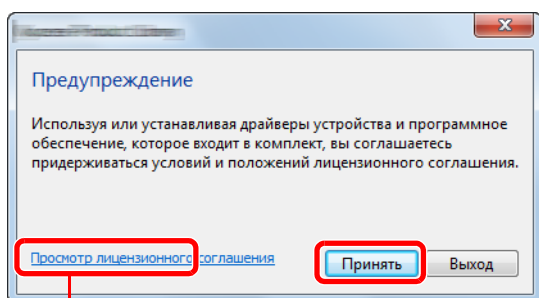 Предупреждение
Используя или устанавливая драйверы устройства и программное
обеспечение, которое входит в комплект, вы соглашаетесь
придерживаться условий и положений лицензионного соглашения.
Просмотр лицензионного соглашения
Принять
Выход